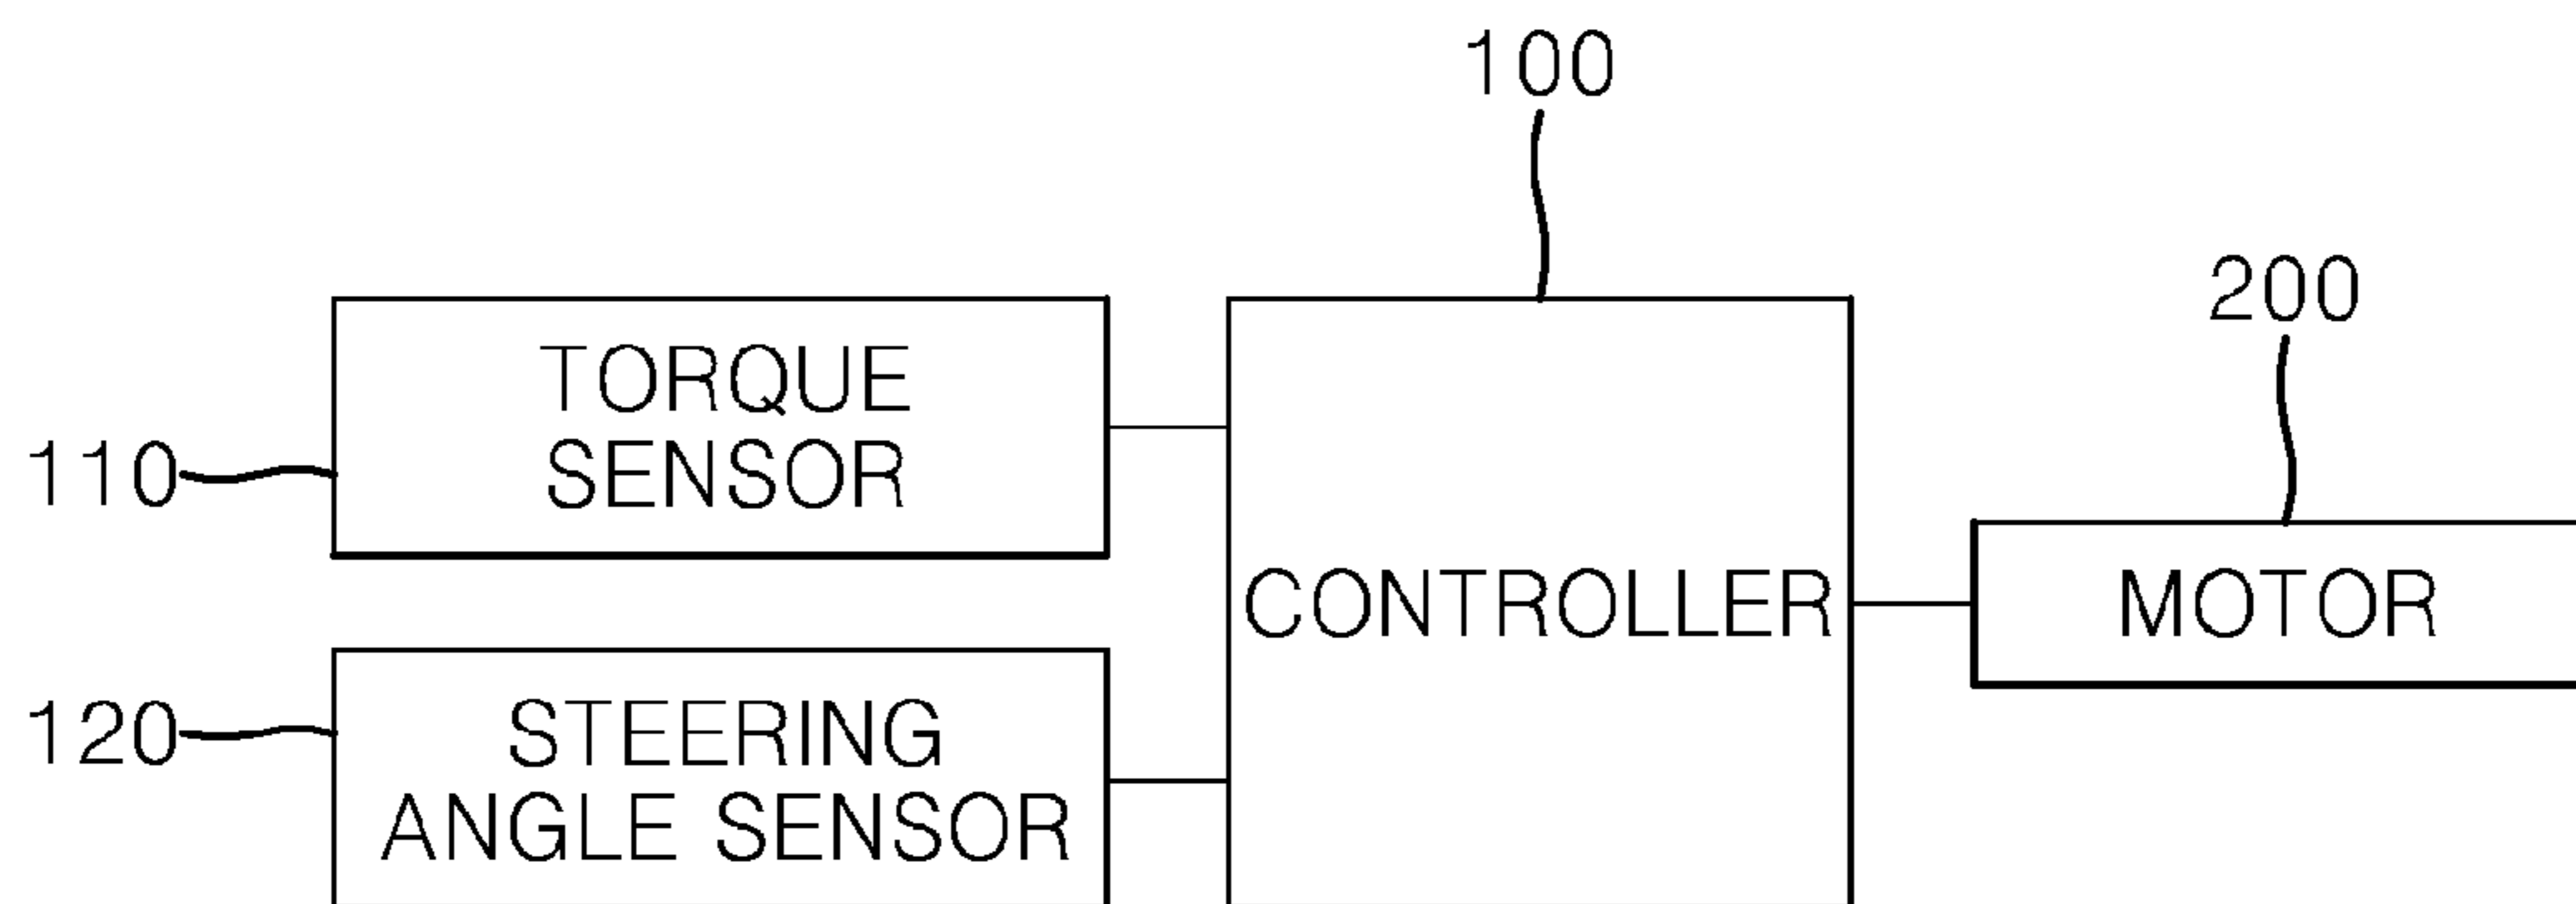 100
200
TORQUE
SENSOR
110
CONTROLLER
MOTOR
120
STEERING
ANGLE SENSOR